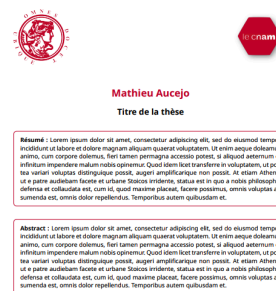 OMNES DOCET
le cnam
Mathieu Aucejo
Titre de la thèse
Résumé : Lorem ipsum dolor sit amet, consectetur adipiscing elit, sed do eiusmod temp
incididunt ut labore et dolore magnam aliquam quaerat voluptatem. Ut enim aeque doleamu
animo, cum corpore dolemus, fieri tamen permagna accessio potest, si aliquod aeternum
infinitum impendere malum nobis opinemur. Quod idem licet transferre in voluptatem, ut po
tea variari voluptas distinguique possit, augeri amplificarique non possit. At etiam Athen
ut e patre audiebam facete et urbane Stoicos irridente, statua est in quo a nobis philosoph
defensa et collaudata est, cum id, quod maxime placeat, facere possimus, omnis voluptas a
sumenda est, omnis dolor repellendus. Temporibus autem quibusdam et.
Abstract : Lorem ipsum dolor sit amet, consectetur adipiscing elit, sed do eiusmod tempo
incididunt ut labore et dolore magnam aliquam quaerat voluptatem. Ut enim aeque doleamu
animo, cum corpore dolemus, fieri tamen permagna accessio potest, si aliquod aeternum
infinitum impendere malum nobis opinemur. Quod idem licet transferre in voluptatem, ut po
tea variari voluptas distinguique possit, augeri amplificarique non possit. At etiam Athen
ut e patre audiebam facete et urbane Stoicos irridente, statua est in quo a nobis philosoph
defensa et collaudata est, cum id, quod maxime placeat, facere possimus, omnis voluptas a
sumenda est, omnis dolor repellendus. Temporibus autem quibusdam et.